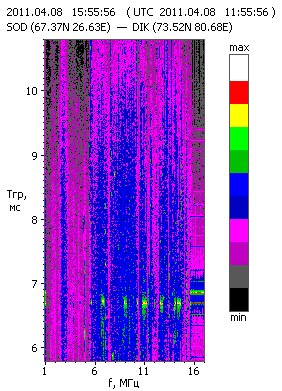 2011.04.08 15:55:56 (UTC 2011.04.08 11:55:56)
SOD (67.37N 26.63E) — DIK (73.52N 80.68E)
max
10
9
Tгр,
мс
8
7
6
min
1 6 11 16
f, МГц